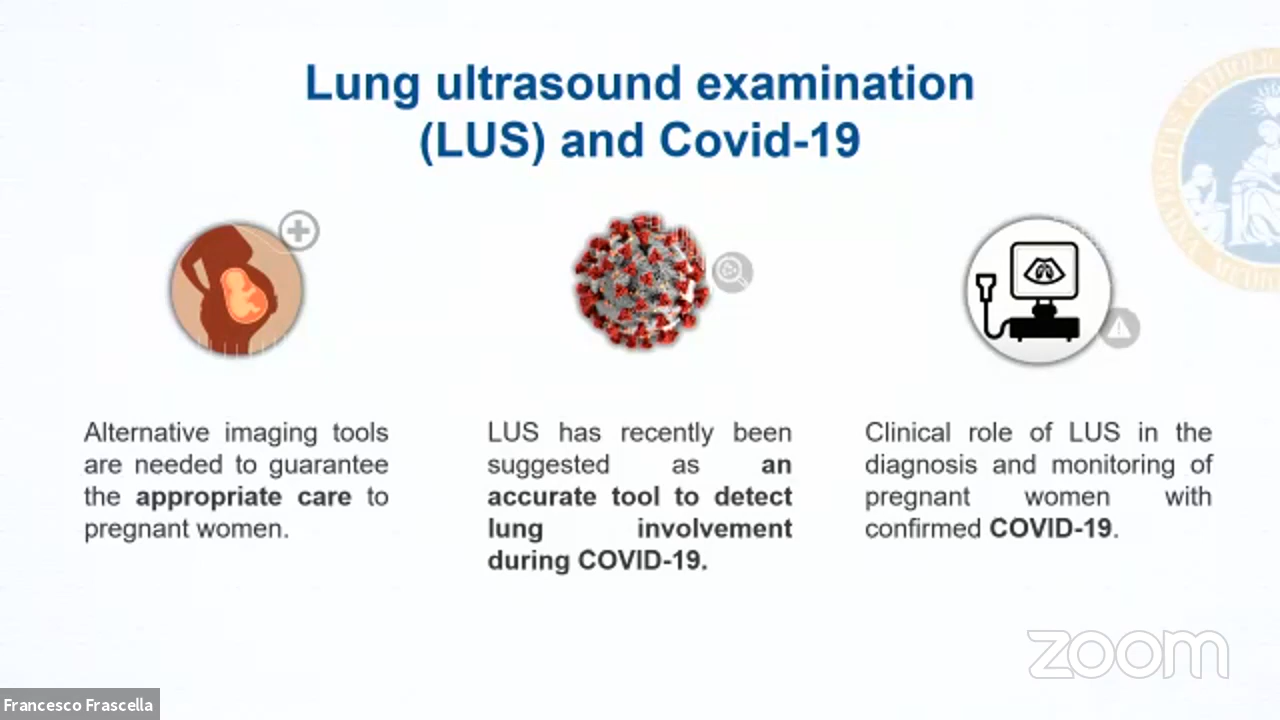 Lung ultrasound examination
(LUS) and Covid-19
Alternative imaging tools
are needed to guarantee
the appropriate care to
pregnant women.
LUS has recently been
suggested as an
accurate tool to detect
lung involvement
during COVID-19.
Clinical role of LUS in the
diagnosis and monitoring of
pregnant women with
confirmed COVID-19.
zoom
Francesco Frascella